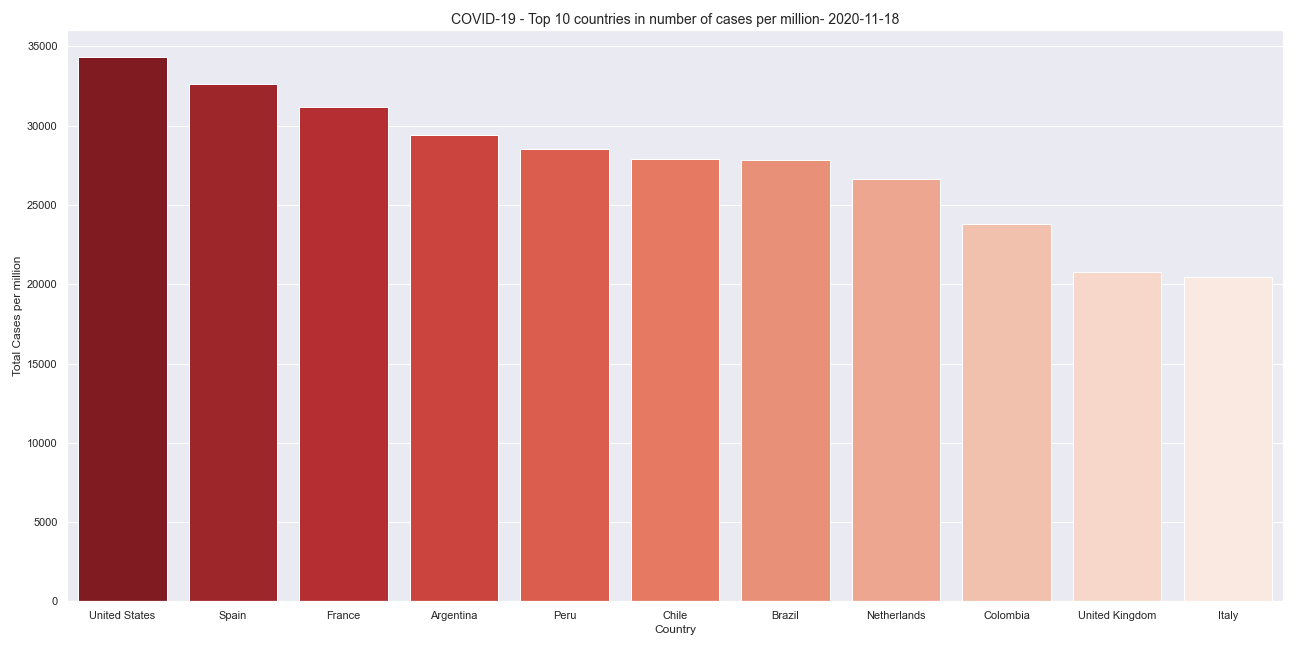 COVID-19 - Top 10 countries in number of cases per million- 2020-11-18
35000
30000
25000
20000
15000
10000
5000
0
Total Cases per million
United States Spain France Argentina Peru Chile Brazil Netherlands Colombia United Kingdom Italy
Country